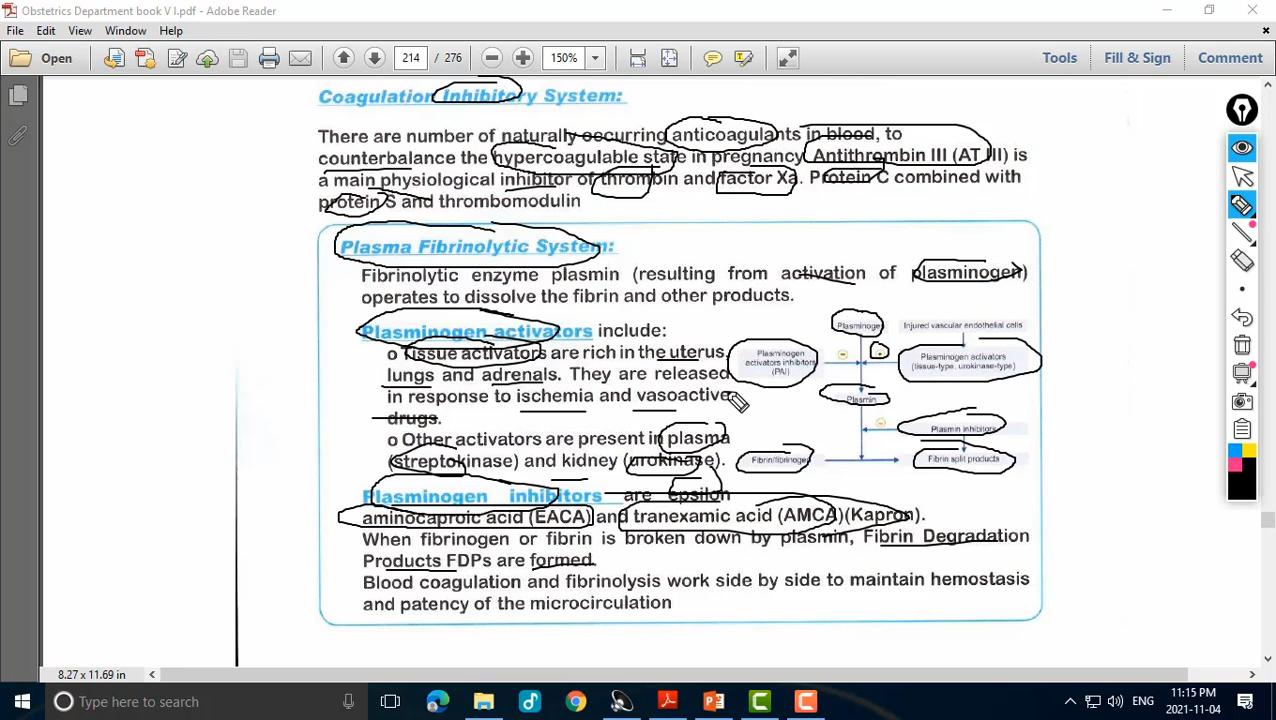 Obstetrics Department book V I.pdf - Adobe Reader
File Edit View Window Help
Open 214 / 276 150% Tools Fill & Sign Comment
Coagulation Inhibitory System:
There are number of naturally occurring anticoagulants in blood, to
counterbalance the hypercoagulable state in pregnancy. Antithrombin III (AT III) is
a main physiological inhibitor of thrombin and factor Xa. Protein C combined with
protein S and thrombomodulin
Plasma Fibrinolytic System:
Fibrinolytic enzyme plasmin (resulting from activation of plasminogen)
operates to dissolve the fibrin and other products.
Plasminogen activators include:
o Tissue activators are rich in the uterus,
lungs and adrenals. They are released
in response to ischemia and vasoactive
drugs.
o Other activators are present in plasma
(streptokinase) and kidney (urokinase).
Plasminogen inhibitors are epsilon
aminocaproic acid (EACA) and tranexamic acid (AMCA)(Kapron).
When fibrinogen or fibrin is broken down by plasmin, Fibrin Degradation
Products FDPs are formed.
Blood coagulation and fibrinolysis work side by side to maintain hemostasis
and patency of the microcirculation
Plasminoge Injured vascular endothelial cells
Plasminogen
activators inhibitors
(PAI)
Plasminogen activators
(tissue-type, urokinase-type)
Plasmin
Plasmin inhibitors
Fibrin/fibrinogen Fibrin split products
8.27 x 11.69 in
Type here to search
ENG
11:15 PM
2021-11-04